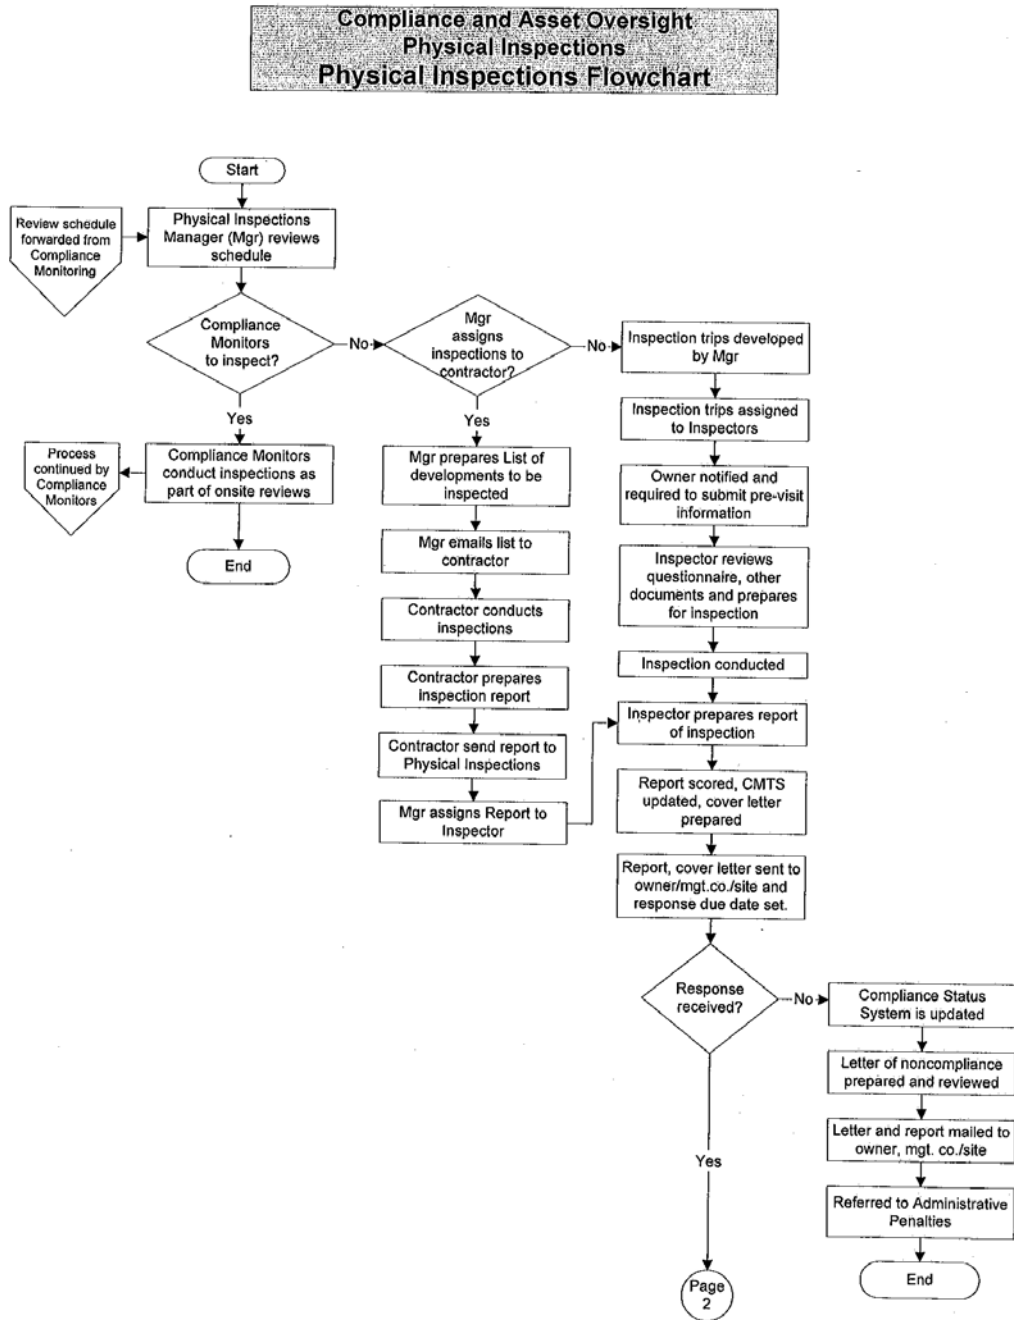 Compliance and Asset Oversight
Physical Inspections
Physical Inspections Flowchart
Start
Review schedule
forwarded from
Compliance
Monitoring
Physical Inspections
Manager (Mgr) reviews
schedule
Compliance
Monitors
to inspect?
No
Mgr
assigns
inspections to
contractor?
No
Inspection trips developed
by Mgr
Yes
Yes
Inspection trips assigned
to Inspectors
Process
continued by
Compliance
Monitors
Compliance Monitors
conduct inspections as
part of onsite reviews
End
Mgr prepares List of
developments to be
inspected
Mgr emails list to
contractor
Contractor conducts
inspections
Contractor prepares
inspection report
Contractor send report to
Physical Inspections
Mgr assigns Report to
Inspector
Owner notified and
required to submit pre-visit
information
Inspector reviews
questionnaire, other
documents and prepares
for inspection
Inspection conducted
Inspector prepares report
of inspection
Report scored, CMTS
updated, cover letter
prepared
Report, cover letter sent to
owner/mgt.co./site and
response due date set.
Response
received?
No
Compliance Status
System is updated
Letter of noncompliance
prepared and reviewed
Letter and report mailed to
owner, mgt. co./site
Referred to Administrative
Penalties
End
Yes
Page
2